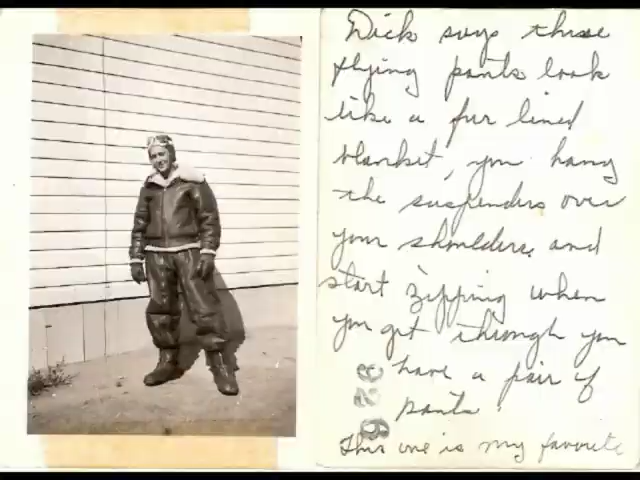 Dick says these
flying pants look
like a fur lined
blanket, you hang
the suspenders over
your shoulders and
start zipping when
you get through you
have a pair of
pants.
This one is my favorite